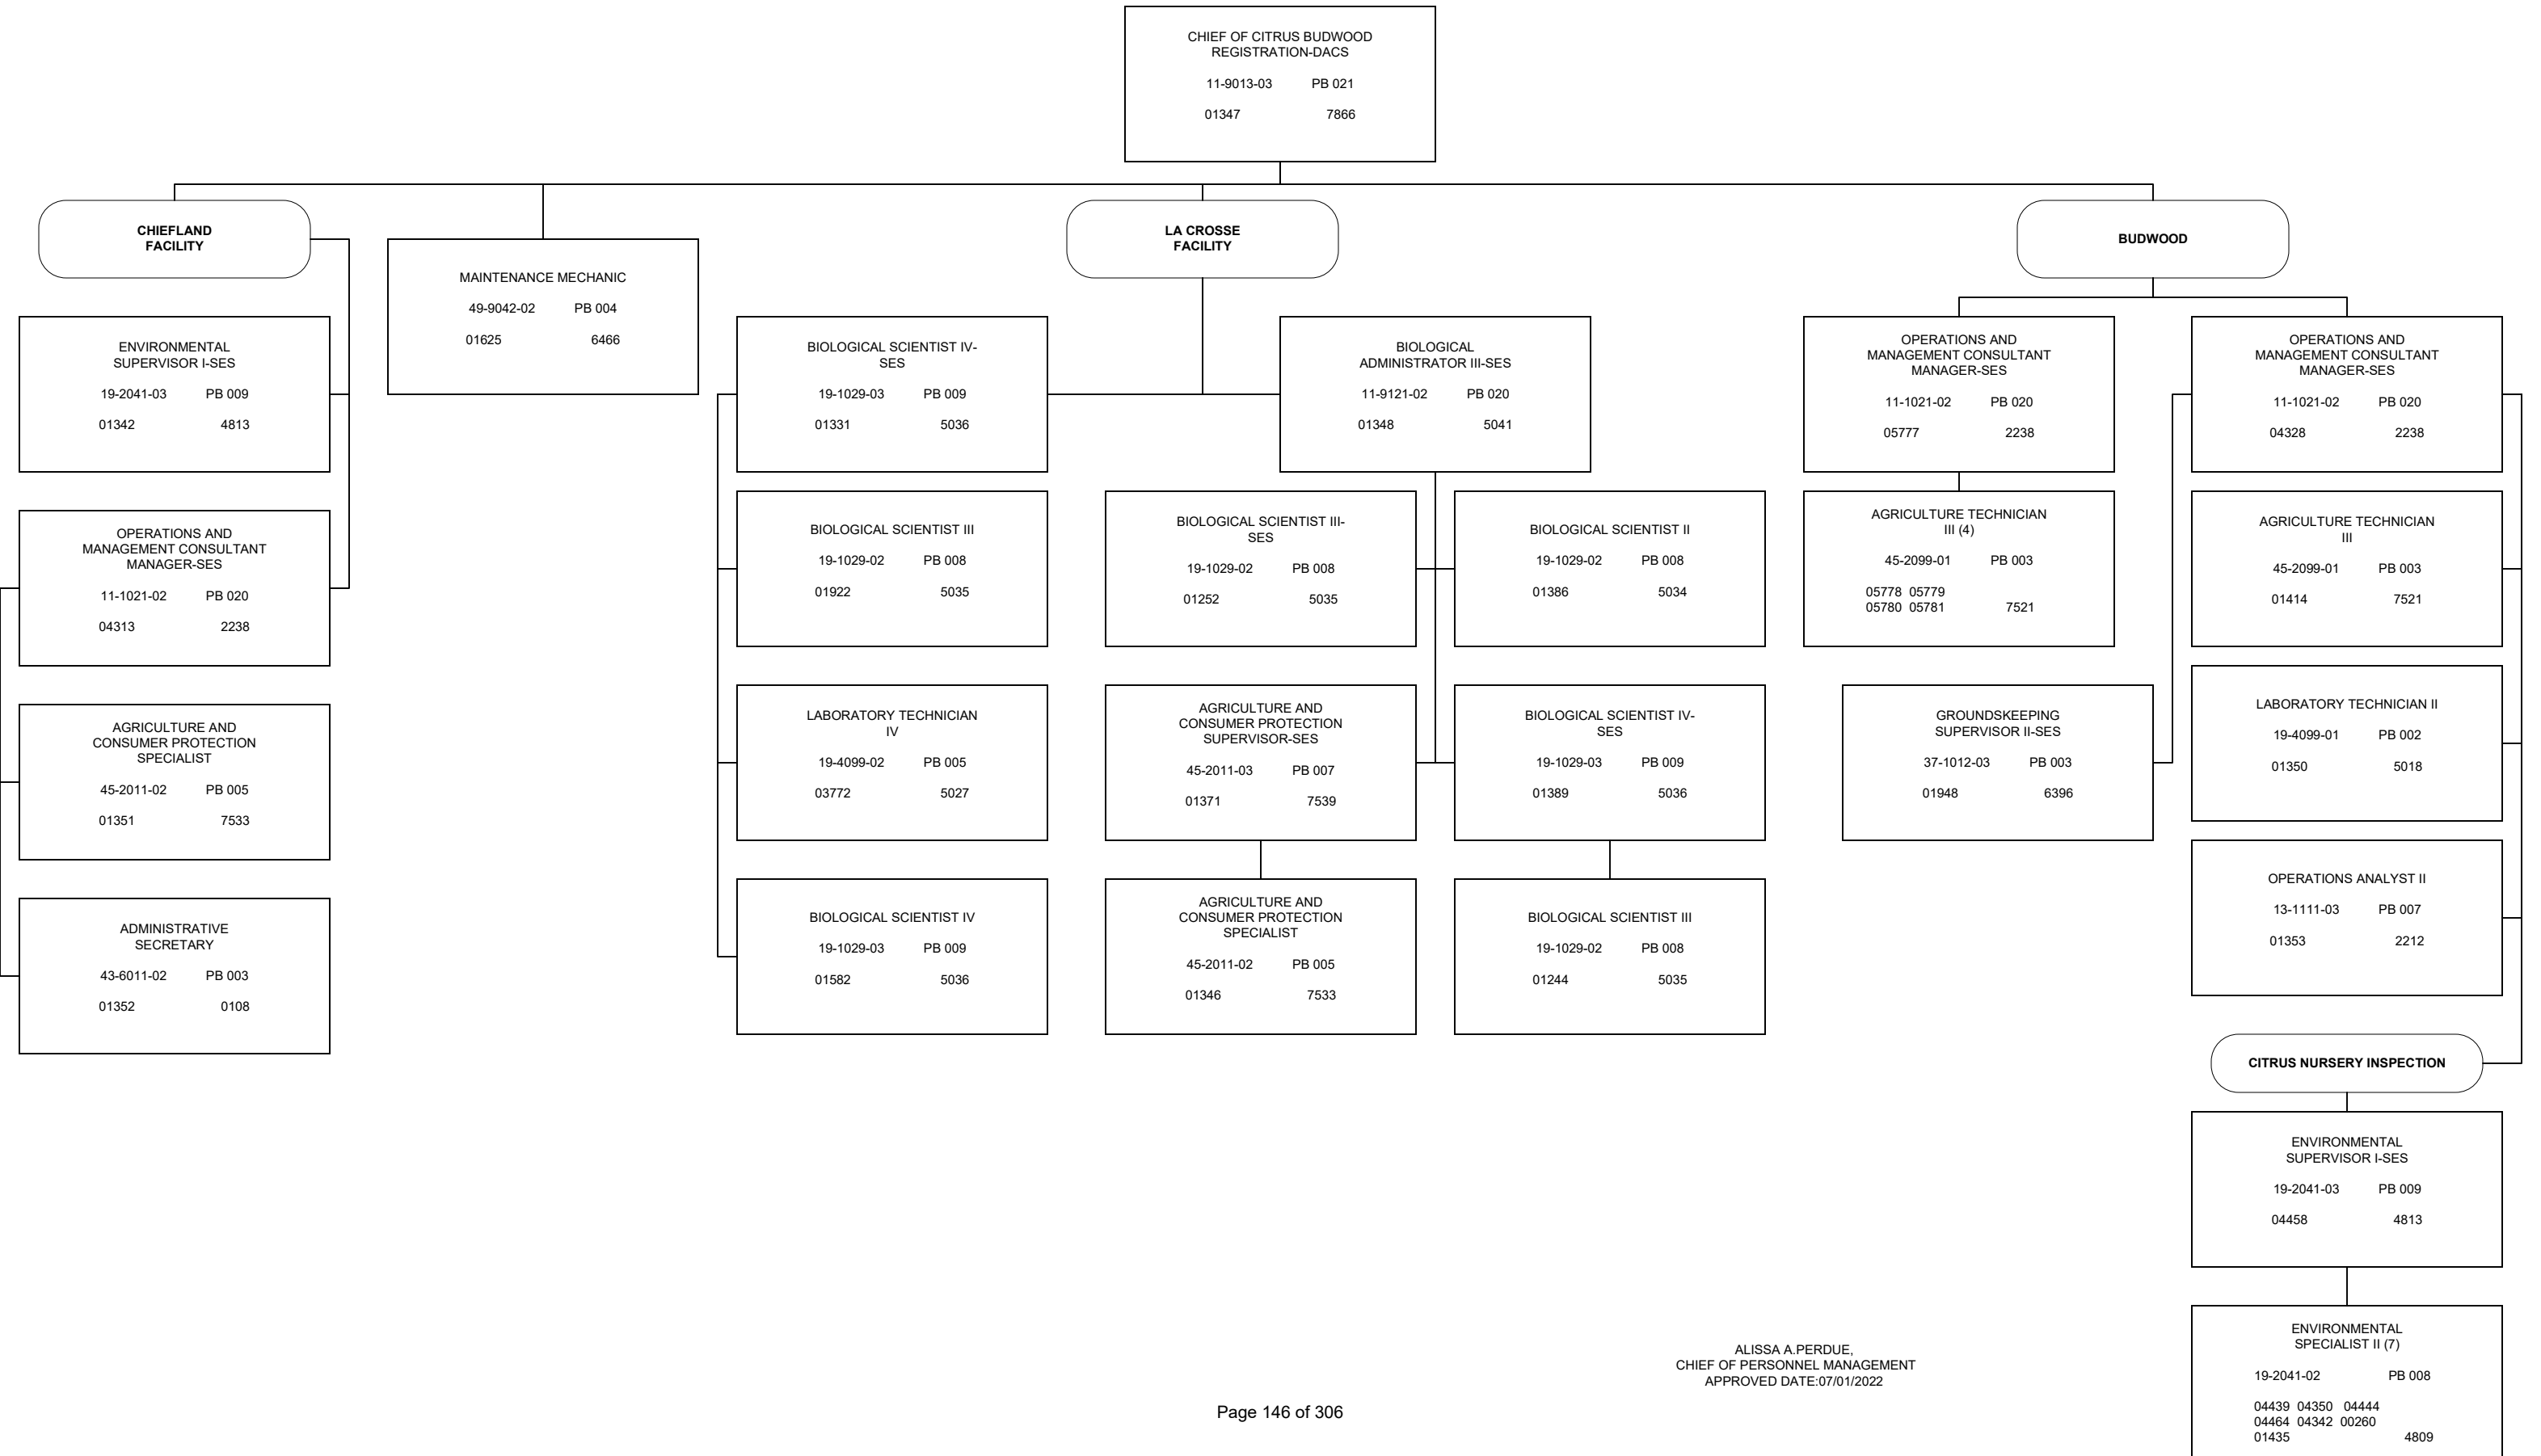 CHIEF OF CITRUS BUDWOOD
REGISTRATION-DACS
11-9013-03 PB 021
01347 7866
CHIEFLAND
FACILITY
ENVIRONMENTAL
SUPERVISOR I-SES
19-2041-03 PB 009
01342 4813
OPERATIONS AND
MANAGEMENT CONSULTANT
MANAGER-SES
11-1021-02 PB 020
04313 2238
AGRICULTURE AND
CONSUMER PROTECTION
SPECIALIST
45-2011-02 PB 005
01351 7533
ADMINISTRATIVE
SECRETARY
43-6011-02 PB 003
01352 0108
MAINTENANCE MECHANIC
49-9042-02 PB 004
01625 6466
LA CROSSE
FACILITY
BIOLOGICAL SCIENTIST IV-
SES
19-1029-03 PB 009
01331 5036
BIOLOGICAL SCIENTIST III
19-1029-02 PB 008
01922 5035
LABORATORY TECHNICIAN
IV
19-4099-02 PB 005
03772 5027
BIOLOGICAL SCIENTIST IV
19-1029-03 PB 009
01582 5036
BIOLOGICAL
ADMINISTRATOR III-SES
11-9121-02 PB 020
01348 5041
BIOLOGICAL SCIENTIST III-
SES
19-1029-02 PB 008
01252 5035
BIOLOGICAL SCIENTIST II
19-1029-02 PB 008
01386 5034
AGRICULTURE AND
CONSUMER PROTECTION
SUPERVISOR-SES
45-2011-03 PB 007
01371 7539
AGRICULTURE AND
CONSUMER PROTECTION
SPECIALIST
45-2011-02 PB 005
01346 7533
BIOLOGICAL SCIENTIST IV-
SES
19-1029-03 PB 009
01389 5036
BIOLOGICAL SCIENTIST III
19-1029-02 PB 008
01244 5035
BUDWOOD
OPERATIONS AND
MANAGEMENT CONSULTANT
MANAGER-SES
11-1021-02 PB 020
05777 2238
AGRICULTURE TECHNICIAN
III (4)
45-2099-01 PB 003
05778 05779
05780 05781 7521
OPERATIONS AND
MANAGEMENT CONSULTANT
MANAGER-SES
11-1021-02 PB 020
04328 2238
GROUNDSKEEPING
SUPERVISOR II-SES
37-1012-03 PB 003
01948 6396
AGRICULTURE TECHNICIAN
III
45-2099-01 PB 003
01414 7521
LABORATORY TECHNICIAN II
19-4099-01 PB 002
01350 5018
OPERATIONS ANALYST II
13-1111-03 PB 007
01353 2212
CITRUS NURSERY INSPECTION
ENVIRONMENTAL
SUPERVISOR I-SES
19-2041-03 PB 009
04458 4813
ENVIRONMENTAL
SPECIALIST II (7)
19-2041-02 PB 008
04439 04350 04444
04464 04342 00260
01435 4809
ALISSA A.PERDUE,
CHIEF OF PERSONNEL MANAGEMENT
APPROVED DATE:07/01/2022
Page 146 of 306